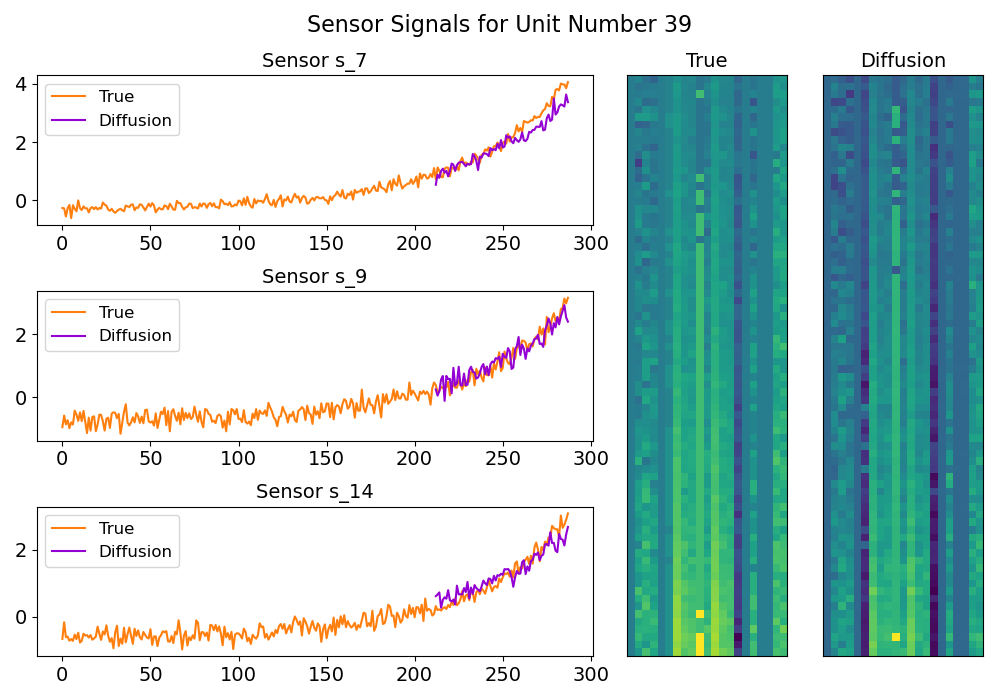 Sensor Signals for Unit Number 39
Sensor s_7
True
Diffusion
4
2
0
0 50 100 150 200 250 300
Sensor s_9
True
Diffusion
2
0
0 50 100 150 200 250 300
Sensor s_14
True
Diffusion
2
0
0 50 100 150 200 250 300
True
Diffusion